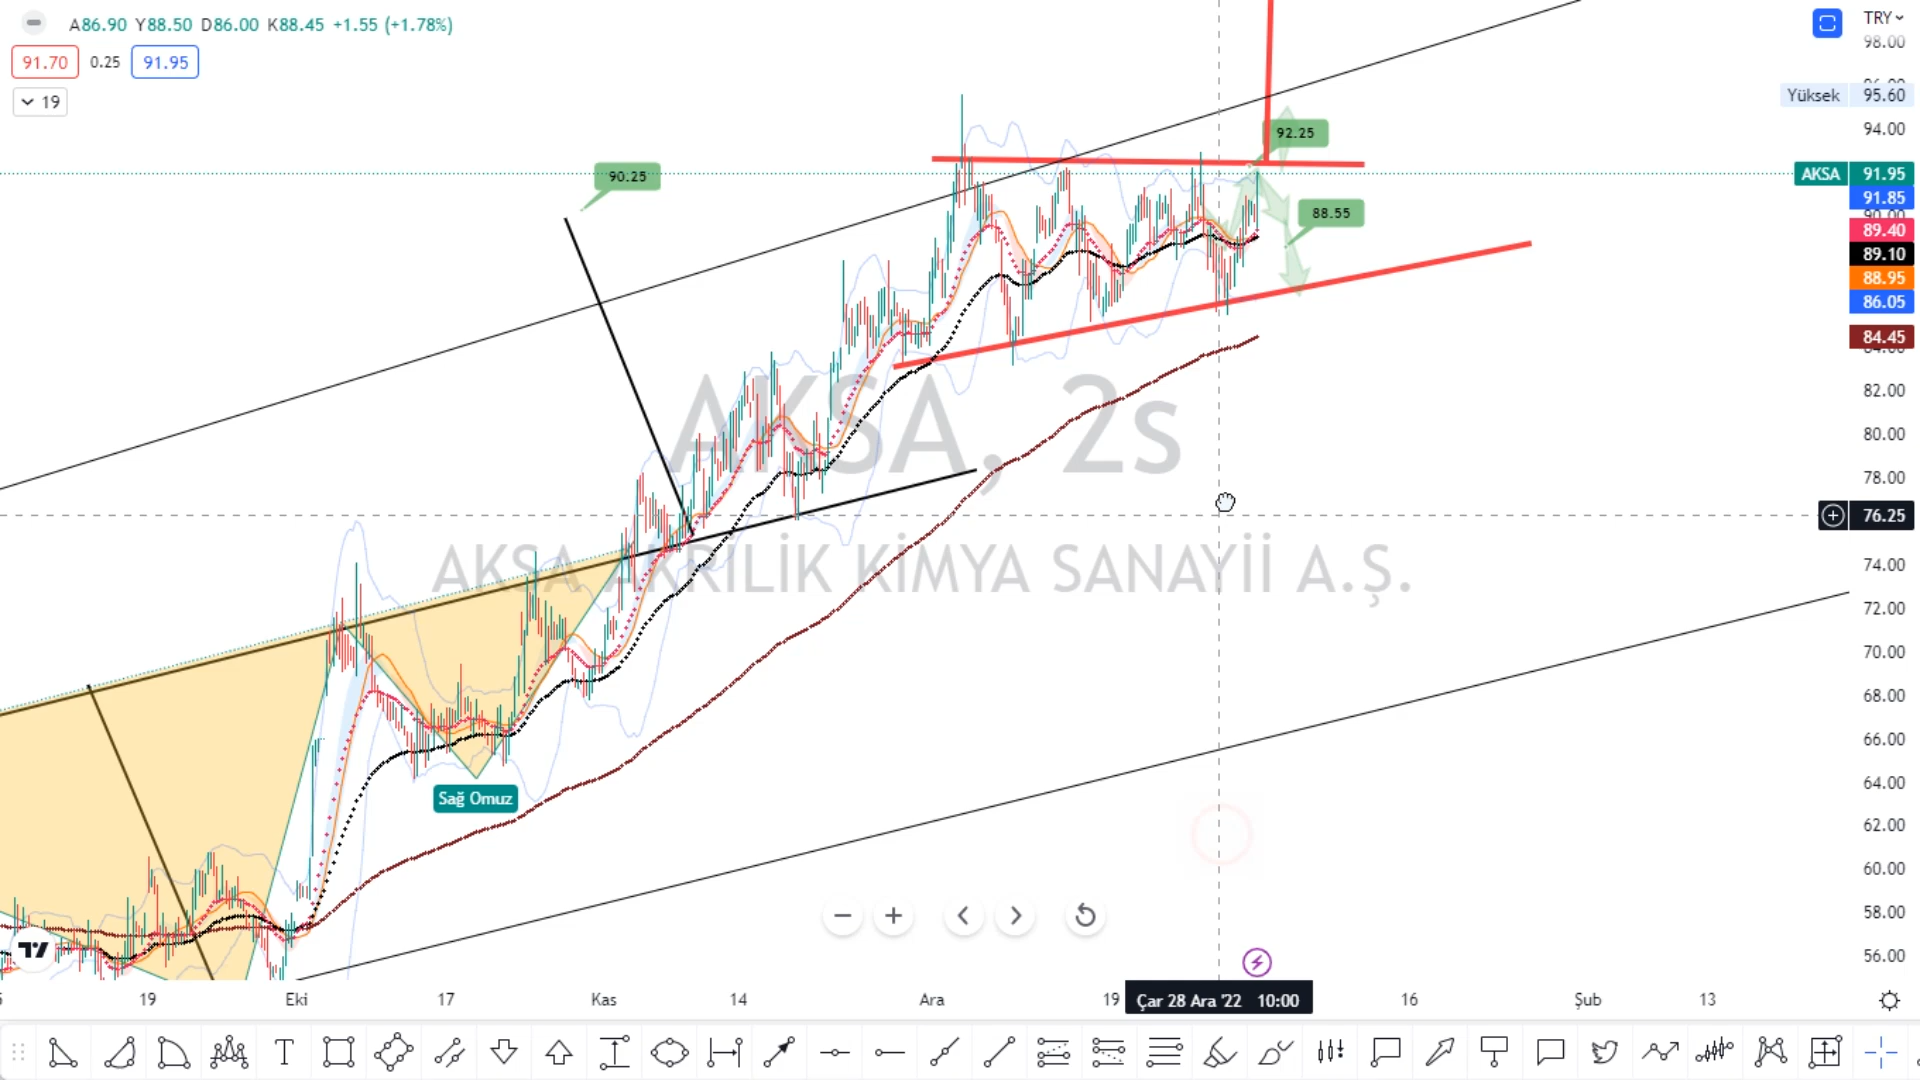 A86.90 Y88.50 D86.00 K88.45 +1.55 (+1.78%)
91.70 0.25 91.95
19
TRY
98.00
Yüksek 95.60
94.00
92.25
90.25
AKSA 91.95
91.85
88.55
90.00
89.40
89.10
88.95
86.05
84.45
82.00
80.00
78.00
76.25
74.00
72.00
70.00
68.00
66.00
64.00
62.00
60.00
58.00
56.00
AKSA, 2s
AKSA AKRİLİK KİMYA SANAYİİ A.Ş.
Sağ Omuz
19 Eki 17 Kas 14 Ara 19 Çar 28 Ara '22 10:00 16 Şub 13
T